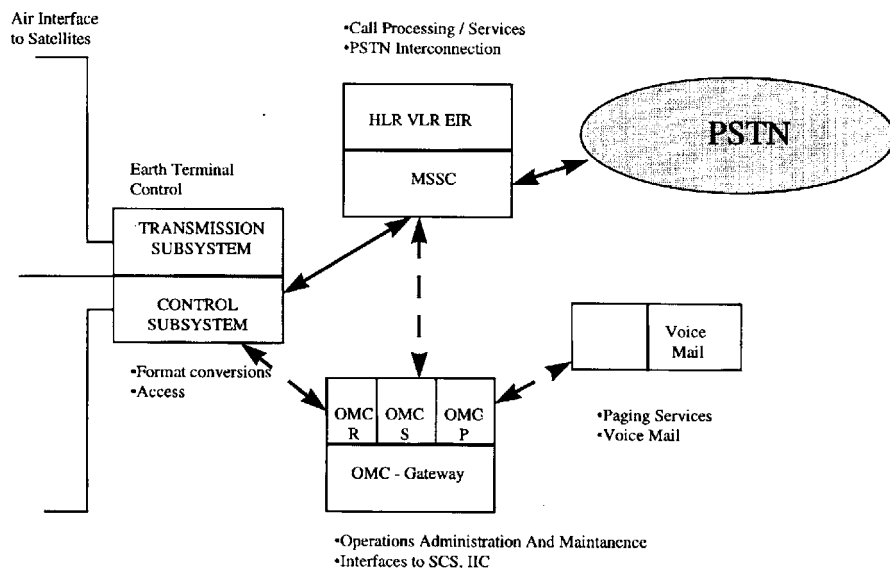 Air Interface
to Satellites
•Call Processing / Services
•PSTN Interconnection
HLR VLR EIR
MSSC
PSTN
Earth Terminal
Control
TRANSMISSION
SUBSYSTEM
CONTROL
SUBSYSTEM
•Format conversions
•Access
Voice
Mail
•Paging Services
•Voice Mail
OMC
R
OMC
S
OMC
P
OMC - Gateway
•Operations Administration And Maintanence
•Interfaces to SCS, IIC